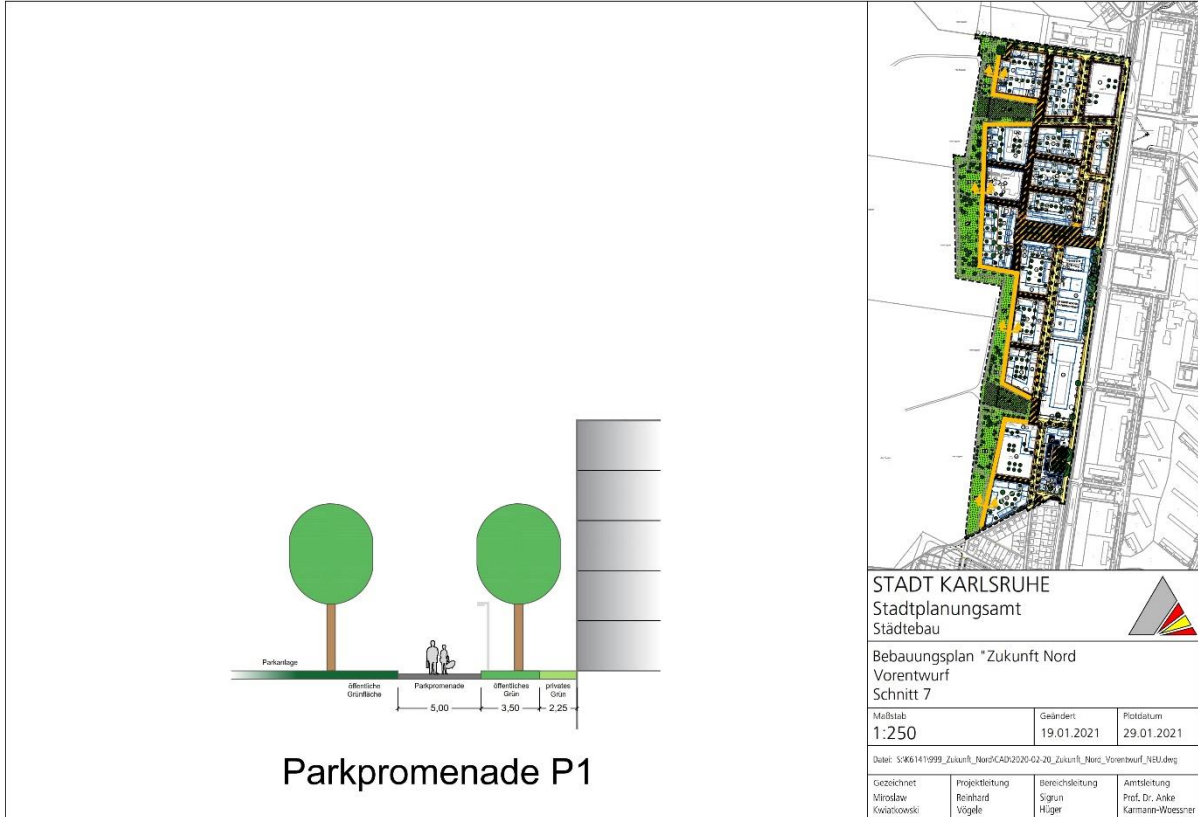 Parkanlage
öffentliche
Grünfläche
Parkpromenade
öffentliches
Grün
privates
Grün
5,00
3,50
2,25
Parkpromenade P1
STADT KARLSRUHE
Stadtplanungsamt
Städtebau
Bebauungsplan "Zukunft Nord
Vorentwurf
Schnitt 7
Maßstab
1:250
Geändert
19.01.2021
Plotdatum
29.01.2021
Datei: S:\K6141\999_Zukunft_Nord\CAD\2020-02-20_Zukunft_Nord_Vorentwurf_NEU.dwg
Gezeichnet
Miroslaw
Kwiatkowski
Projektleitung
Reinhard
Vögele
Bereichsleitung
Sigrun
Hüger
Amtsleitung
Prof. Dr. Anke
Karmann-Woessner